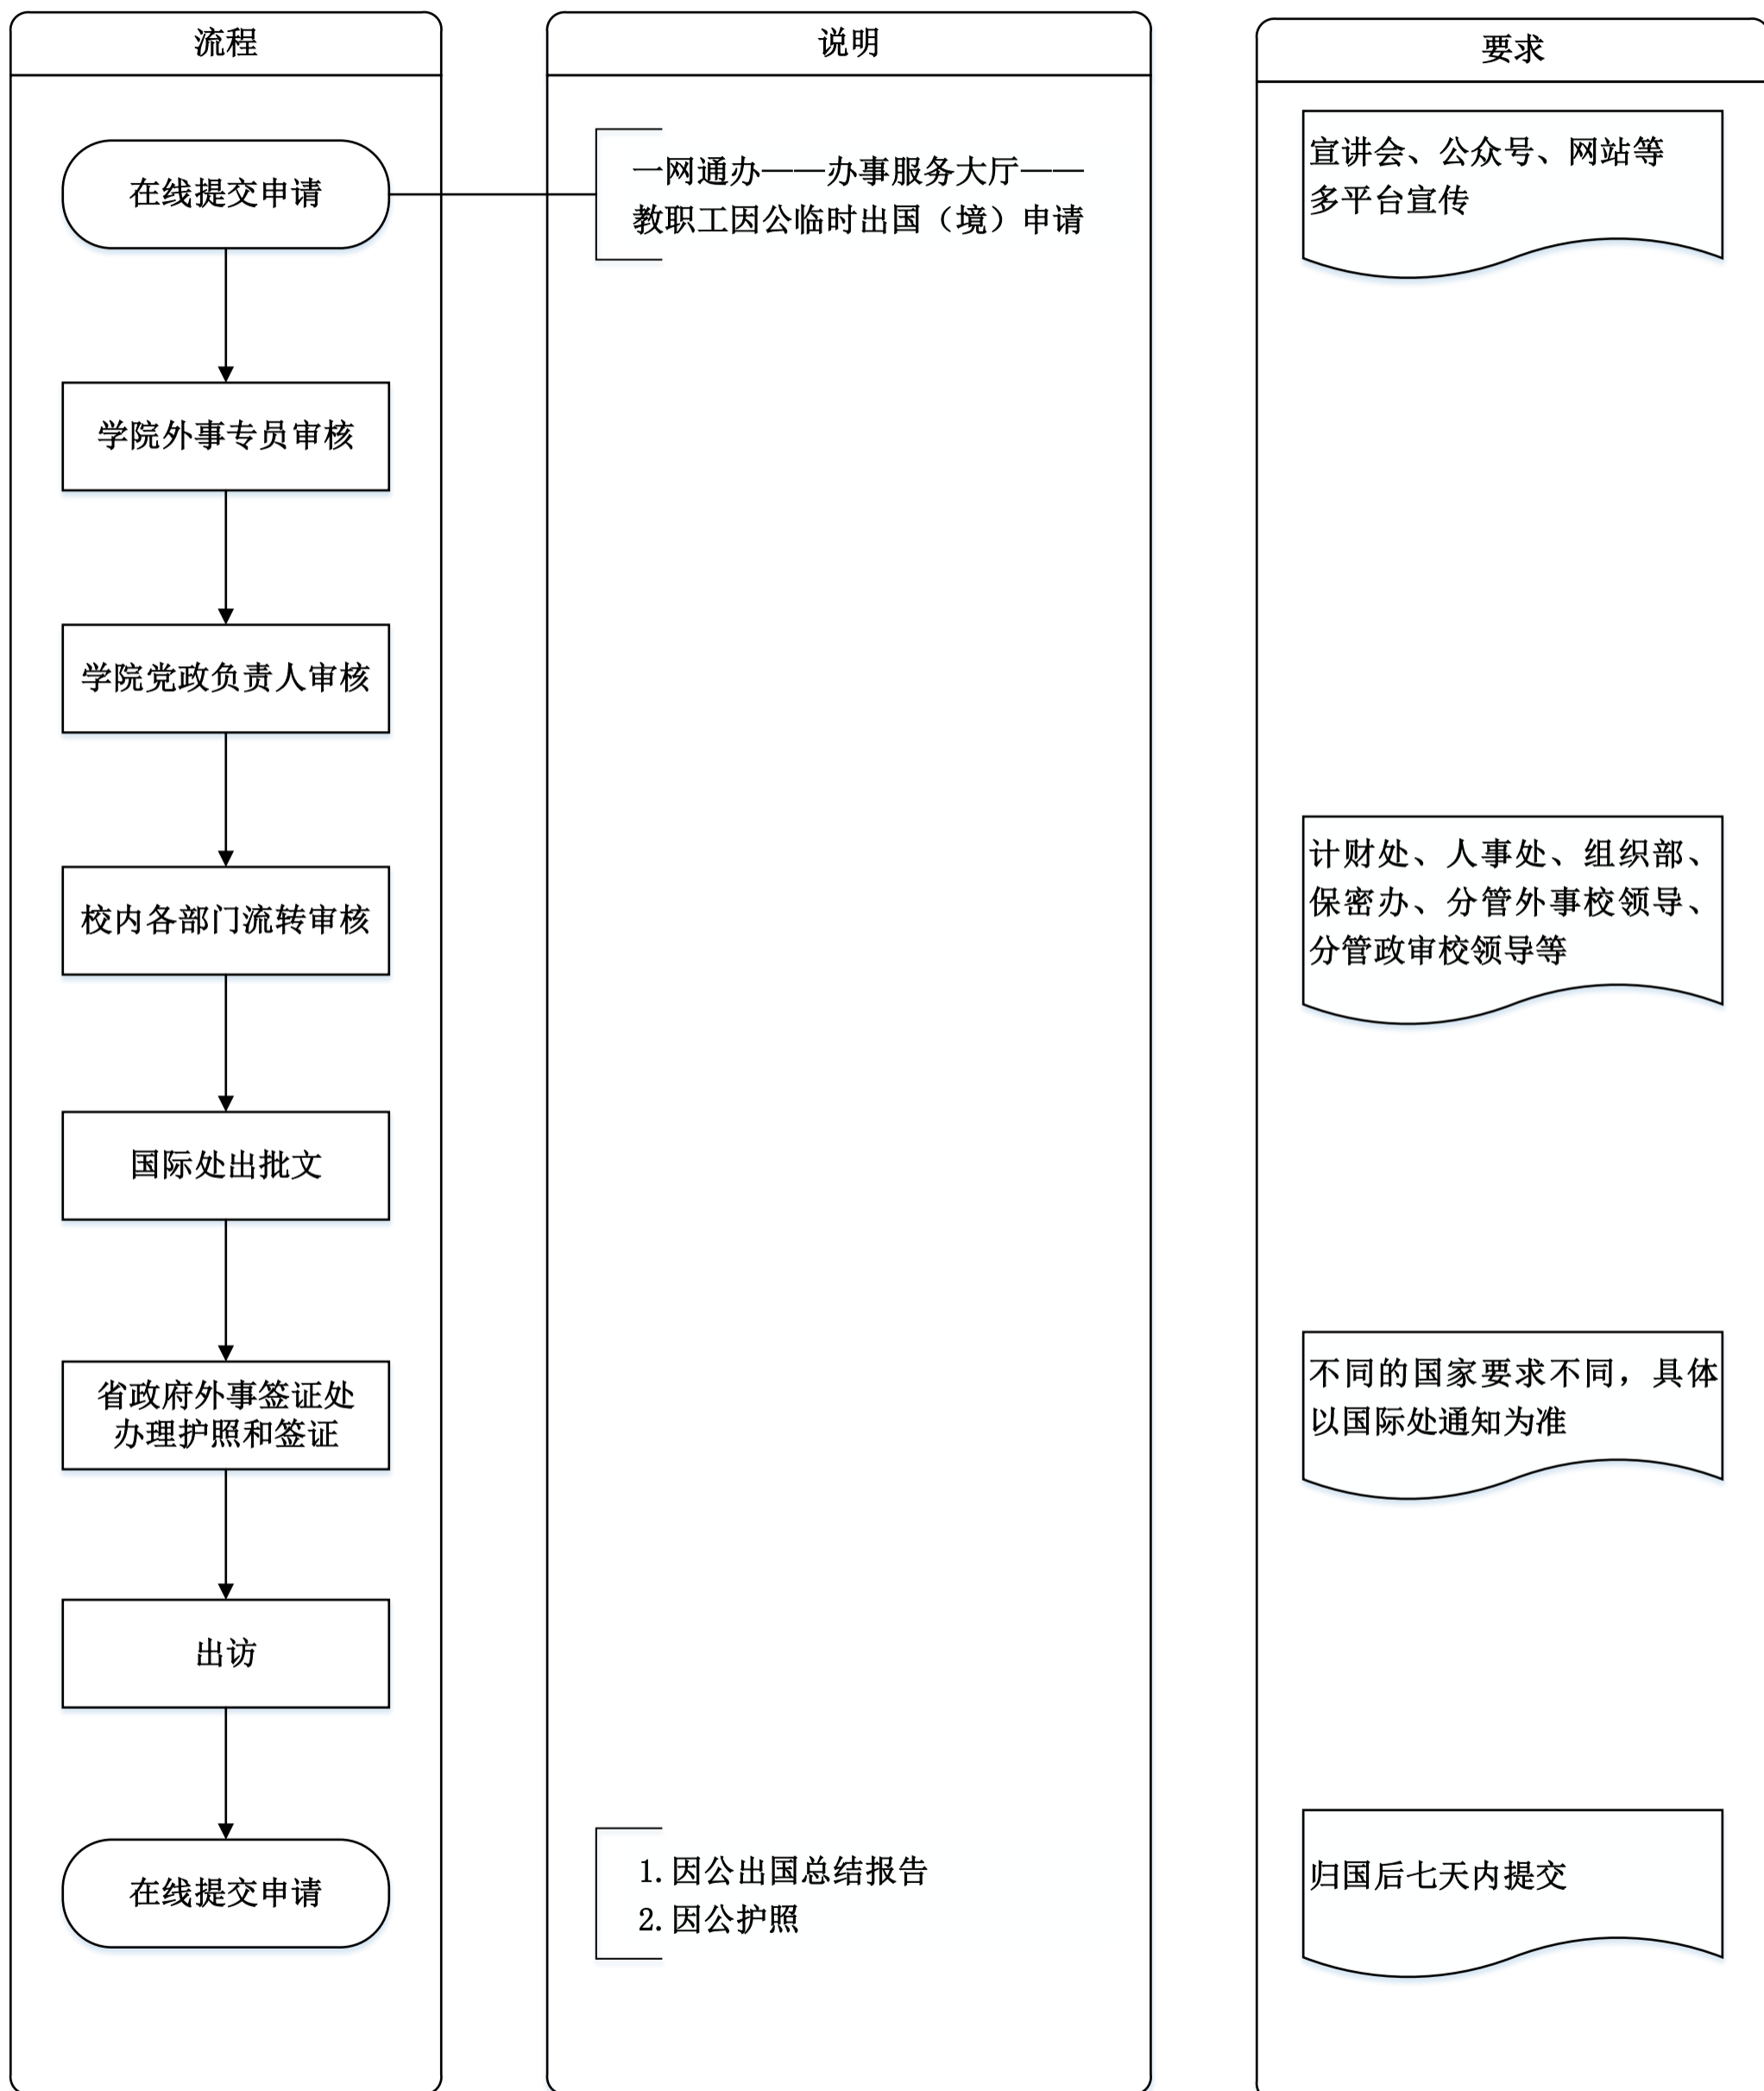 流程
在线提交申请
学院外事专员审核
学院党政负责人审核
校内各部门流转审核
国际处出批文
省政府外事签证处
办理护照和签证
出访
在线提交申请
说明
一网通办——办事服务大厅——
教职工因公临时出国（境）申请
1. 因公出国总结报告
2. 因公护照
要求
宣讲会、公众号、网站等
多平台宣传
计财处、人事处、组织部、
保密办、分管外事校领导、
分管政审校领导等
不同的国家要求不同，具体
以国际处通知为准
归国后七天内提交